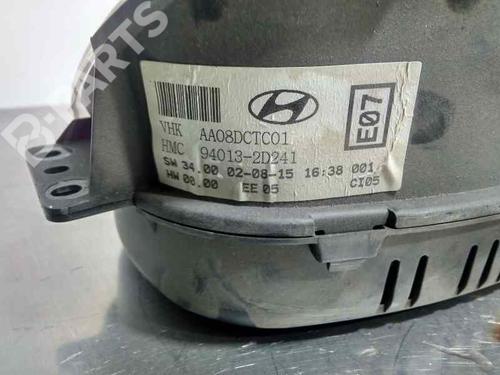 B-PARTS
VHK AA08DCTC01
HMC 94013-2D241
E07
SW 34.00 02-08-15 16:38 001
HW 08.00 EE 05 CI05